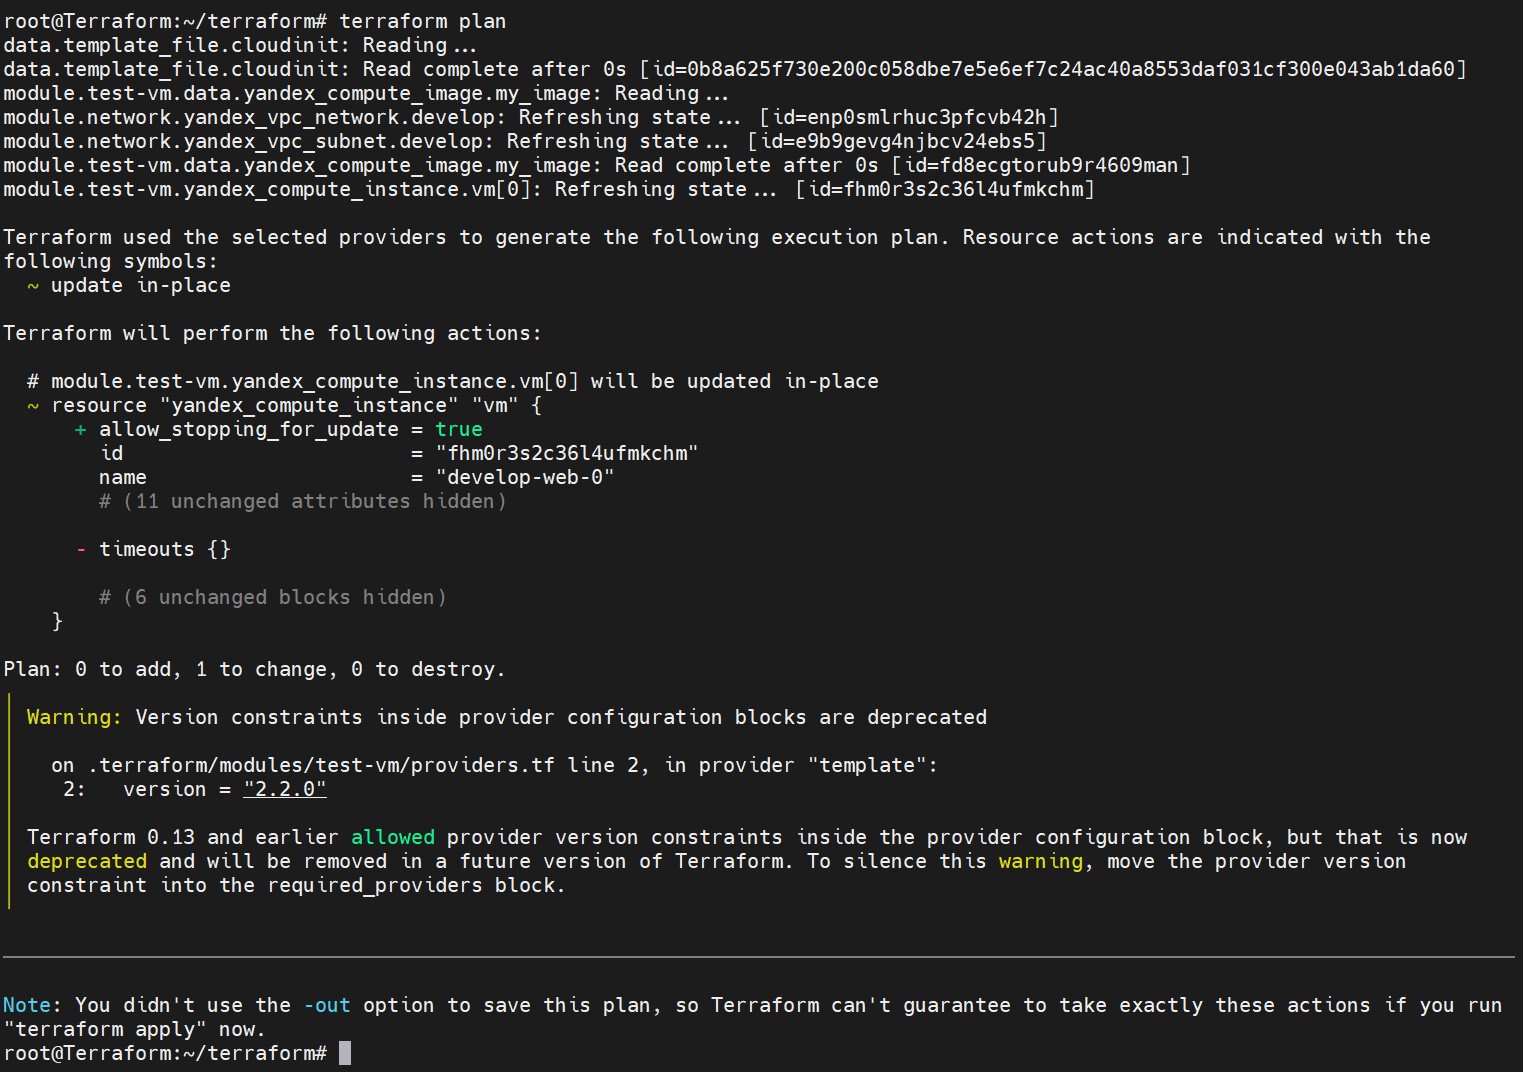 root@Terraform:~/terraform# terraform plan
data.template_file.cloudinit: Reading...
data.template_file.cloudinit: Read complete after 0s [id=0b8a625f730e200c058dbe7e5e6ef7c24ac40a8553daf031cf300e043ab1da60]
module.test-vm.data.yandex_compute_image.my_image: Reading...
module.network.yandex_vpc_network.develop: Refreshing state... [id=enp0smlrhuc3pfcvb42h]
module.network.yandex_vpc_subnet.develop: Refreshing state... [id=e9b9gevg4njbcv24ebs5]
module.test-vm.data.yandex_compute_image.my_image: Read complete after 0s [id=fd8ecgtorub9r4609man]
module.test-vm.yandex_compute_instance.vm[0]: Refreshing state... [id=fhm0r3s2c36l4ufmkchm]

Terraform used the selected providers to generate the following execution plan. Resource actions are indicated with the
following symbols:
  ~ update in-place

Terraform will perform the following actions:

  # module.test-vm.yandex_compute_instance.vm[0] will be updated in-place
  ~ resource "yandex_compute_instance" "vm" {
      + allow_stopping_for_update = true
        id                        = "fhm0r3s2c36l4ufmkchm"
        name                      = "develop-web-0"
        # (11 unchanged attributes hidden)

      - timeouts {}

        # (6 unchanged blocks hidden)
    }

Plan: 0 to add, 1 to change, 0 to destroy.

  Warning: Version constraints inside provider configuration blocks are deprecated

    on .terraform/modules/test-vm/providers.tf line 2, in provider "template":
     2:   version = "2.2.0"

  Terraform 0.13 and earlier allowed provider version constraints inside the provider configuration block, but that is now
  deprecated and will be removed in a future version of Terraform. To silence this warning, move the provider version
  constraint into the required_providers block.

Note: You didn't use the -out option to save this plan, so Terraform can't guarantee to take exactly these actions if you run
"terraform apply" now.
root@Terraform:~/terraform#